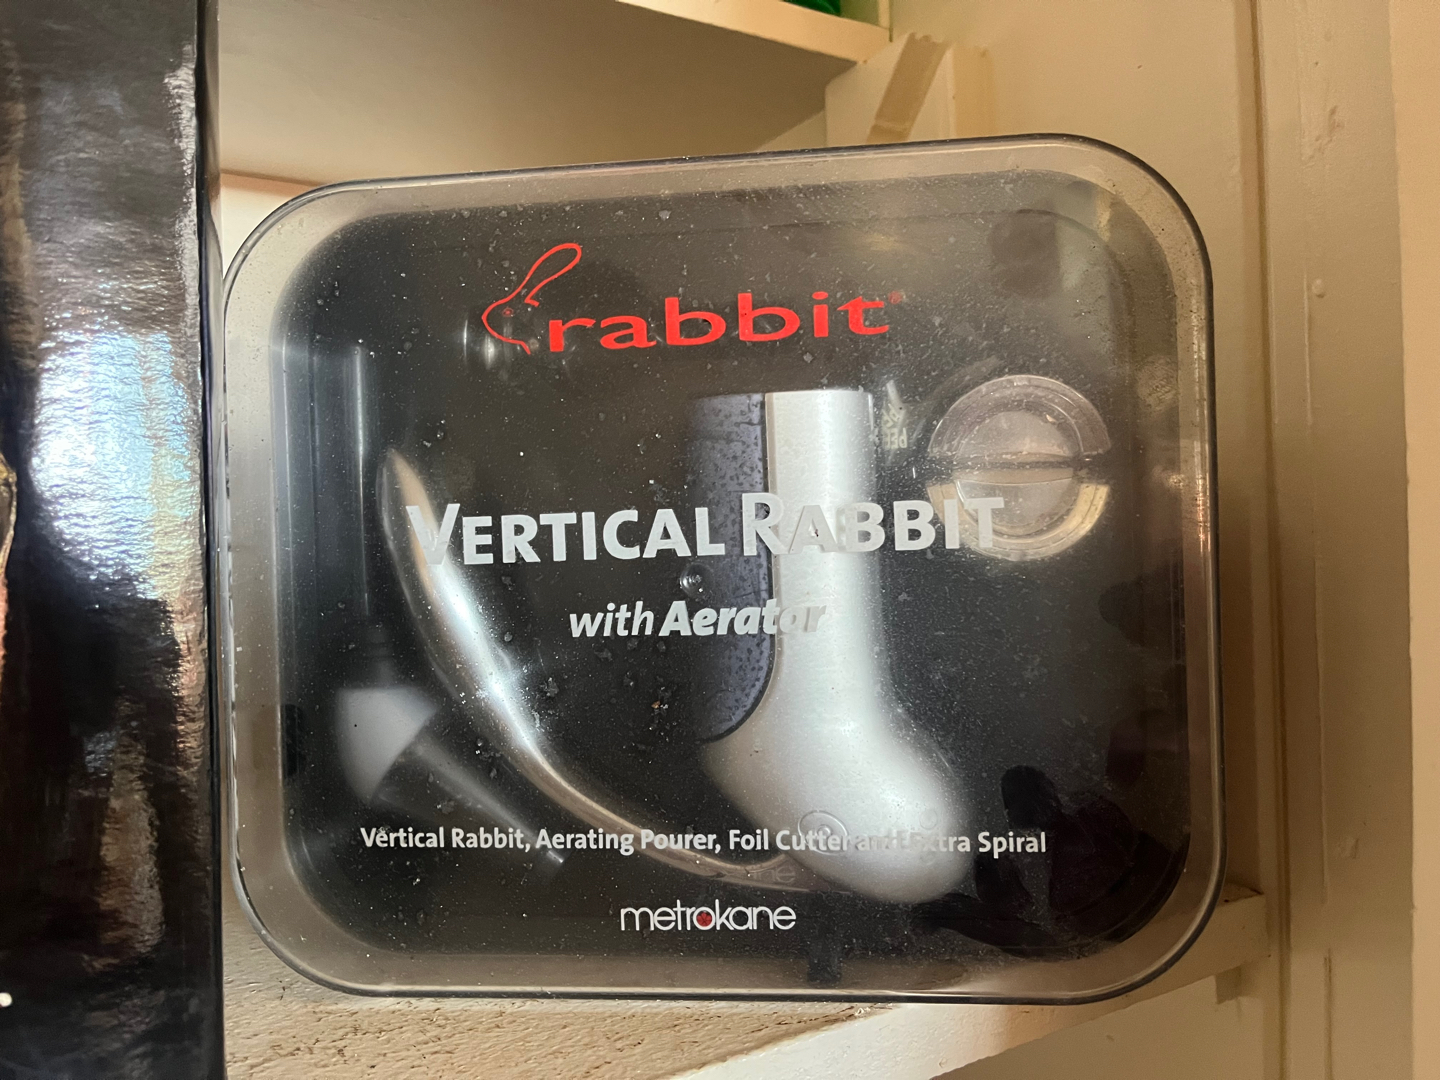 rabbit®
VERTICAL RABBIT
with Aerator
Vertical Rabbit, Aerating Pourer, Foil Cutter and Extra Spiral
metrokane